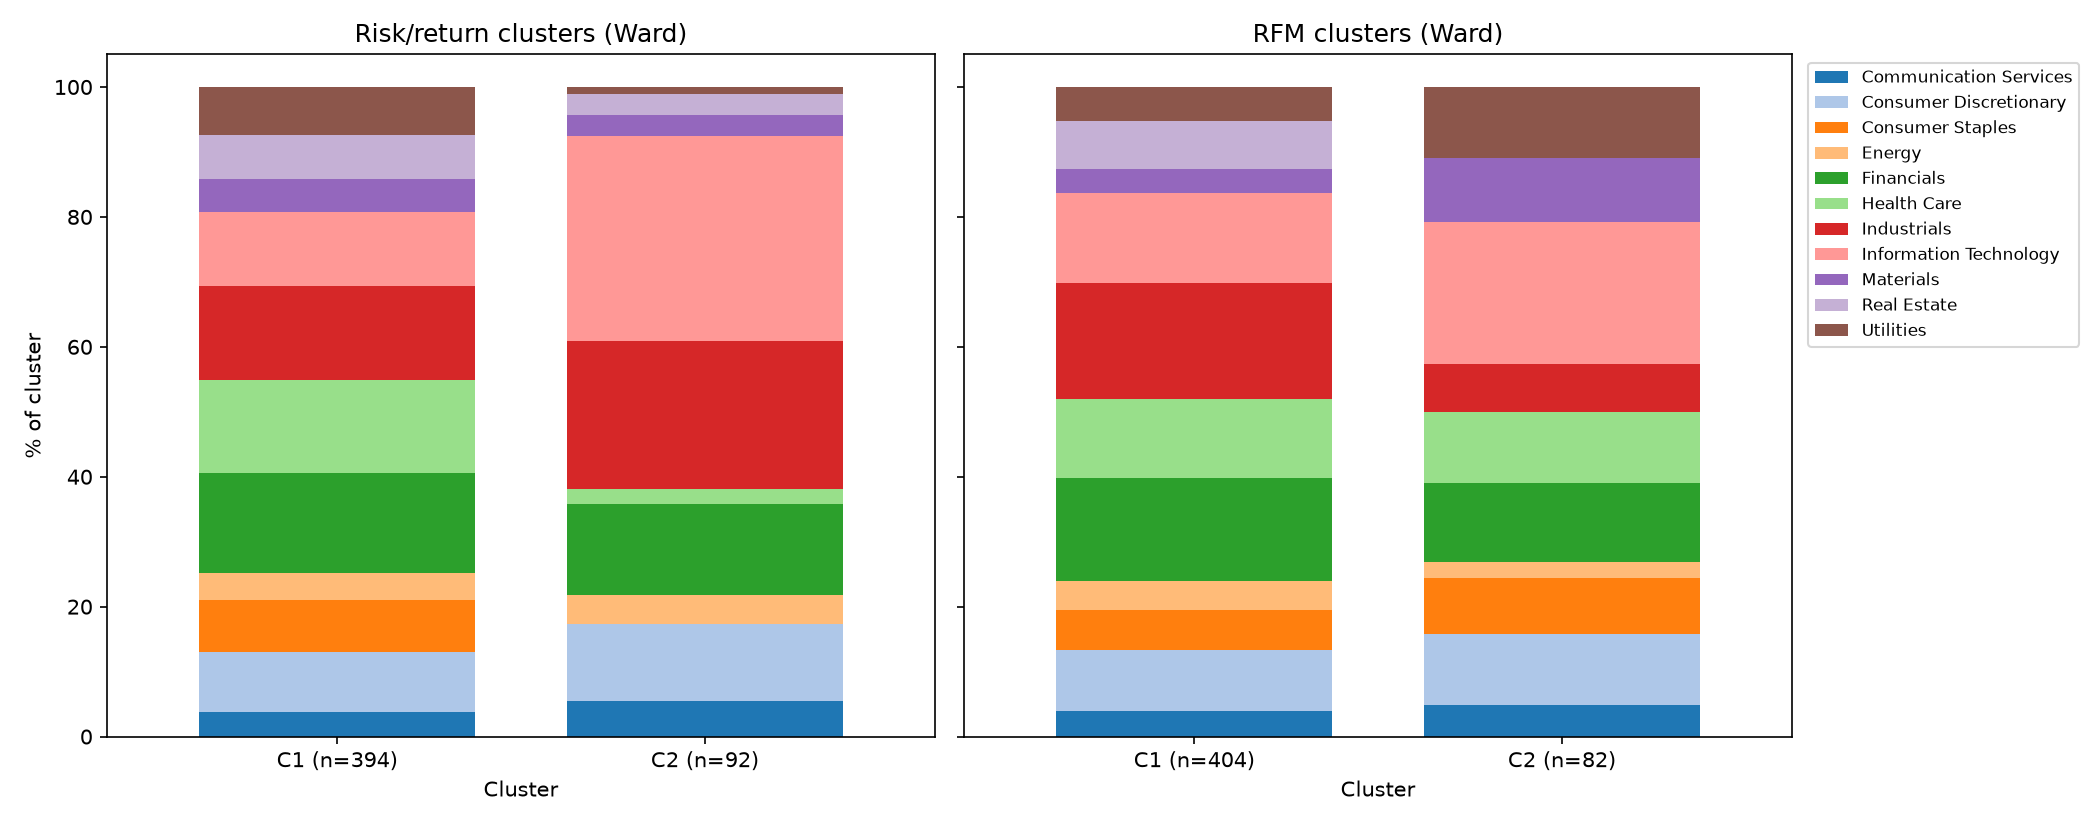 Risk/return clusters (Ward)
% of cluster
100
80
60
40
20
0
C1 (n=394)
C2 (n=92)
Cluster
RFM clusters (Ward)
C1 (n=404)
C2 (n=82)
Cluster
Communication Services
Consumer Discretionary
Consumer Staples
Energy
Financials
Health Care
Industrials
Information Technology
Materials
Real Estate
Utilities